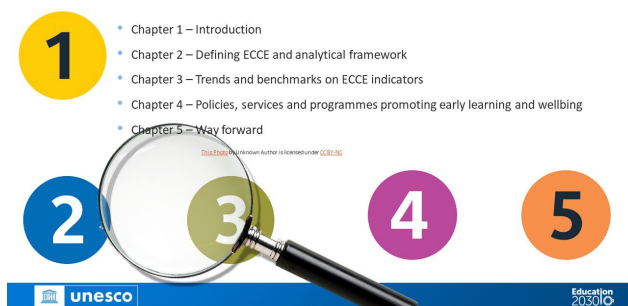 1
Chapter 1 – Introduction
Chapter 2 – Defining ECCE and analytical framework
Chapter 3 – Trends and benchmarks on ECCE indicators
Chapter 4 – Policies, services and programmes promoting early learning and wellbing
Chapter 5 – Way forward
This Photo by Unknown Author is licensed under CC BY-NC
2
3
4
5
unesco
Education
2030